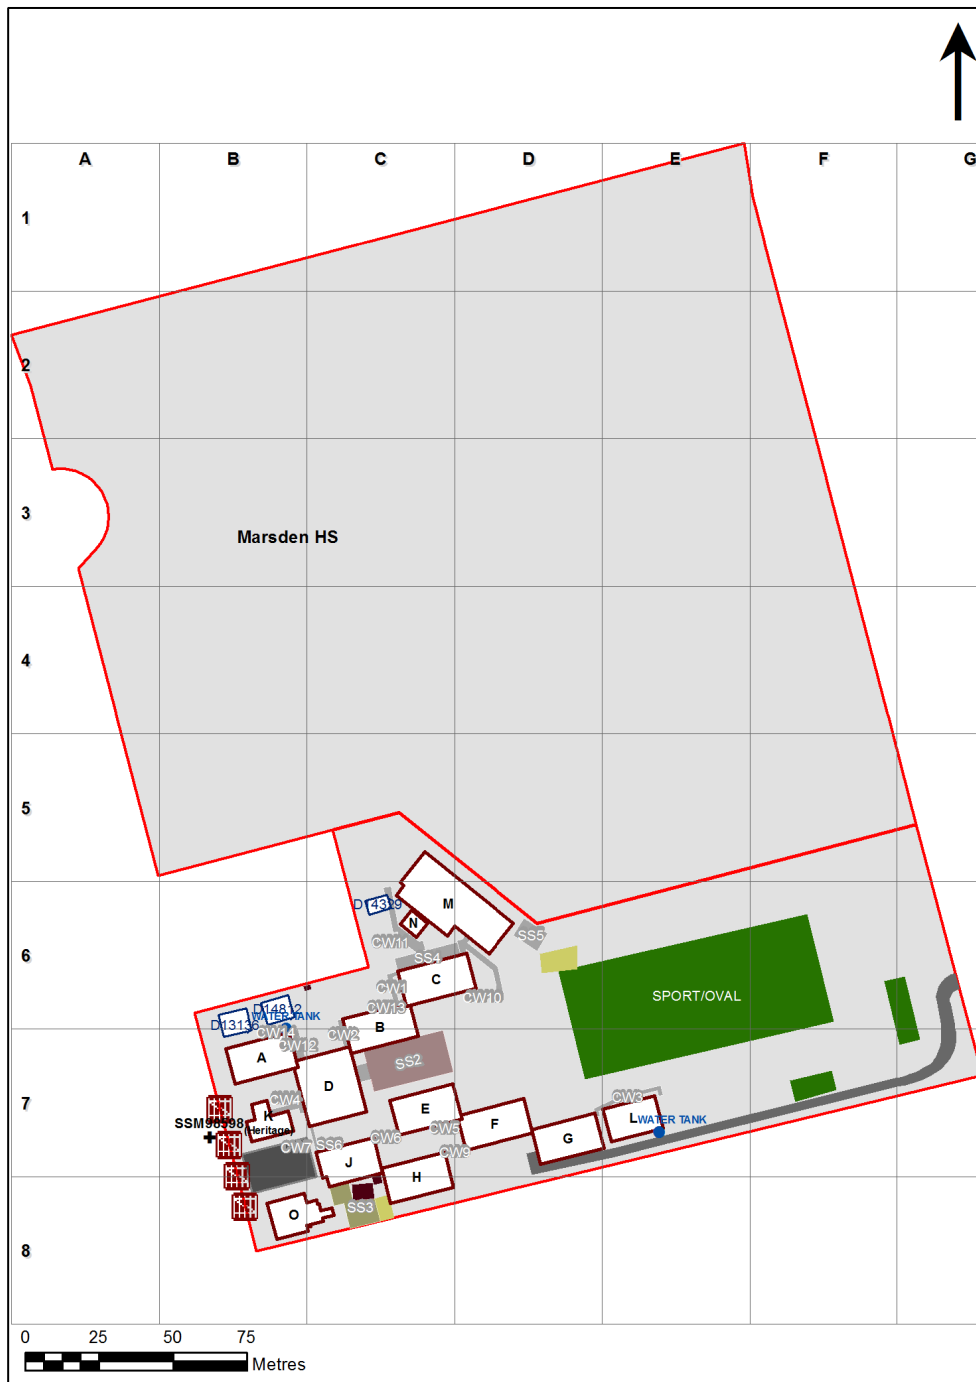 A B C D E F G
1
2
3
Marsden HS
4
5
D14329
M
N
CW11
SS5
SS4
6
C
CW1
CW10
SPORT/OVAL
CW13
D14812
WATER TANK
D13136
B
CW2
CW12
A
D
SS2
CW4
7
E
CW3
K
WATER TANK
SSM98598
(Heritage)
L
F
CW5
CW6
G
CW7
SS6
CW9
J
H
SS3
O
8
0 25 50 75
Metres